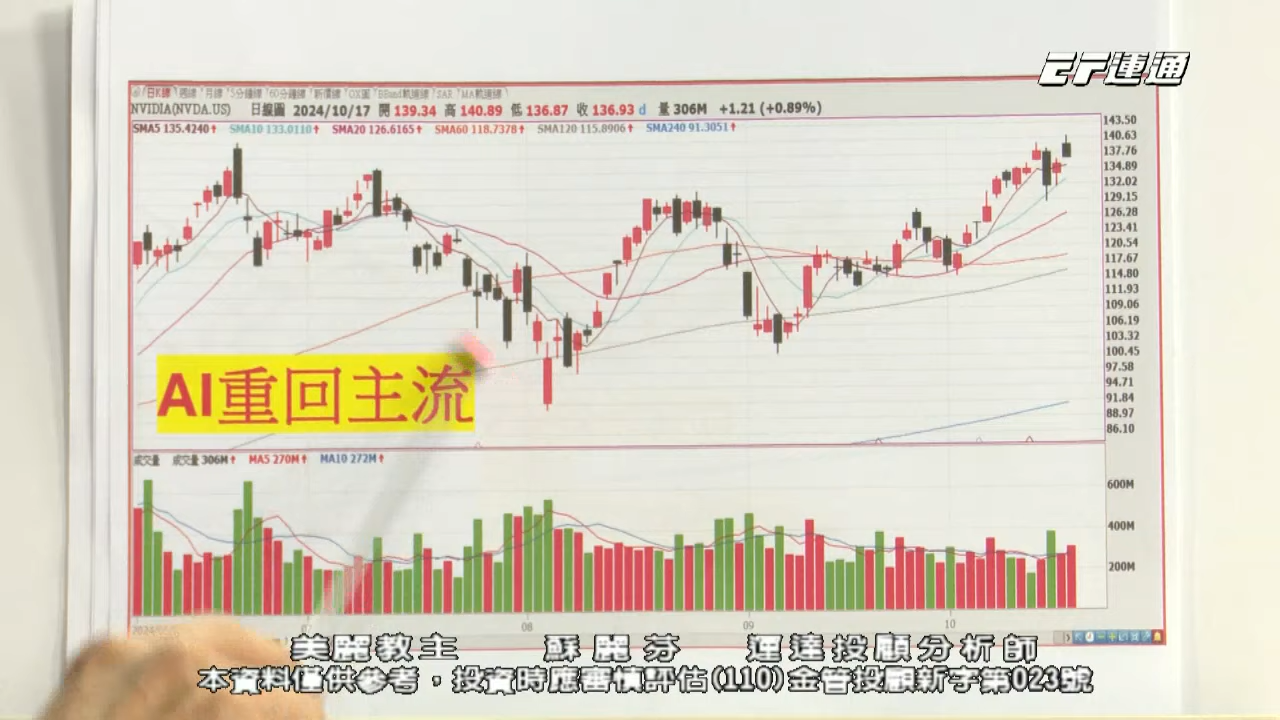 CT運通
日K線 週線 月線 5分鐘線 60分鐘線 還原線 OX圖 BBand軌道線 SAR MA軌道線
NVIDIA(NVDA.US) 日線圖 2024/10/17 開 139.34 高 140.89 低 136.87 收 136.93 d 量 306M +1.21 (+0.89%)
SMA5 135.4240↑ SMA10 133.0110↑ SMA20 126.6165↑ SMA60 118.7378↑ SMA120 115.8906↑ SMA240 91.3051↑
143.50
140.63
137.76
134.89
132.02
129.15
126.28
123.41
120.54
117.67
114.80
111.93
109.06
106.19
103.32
100.45
97.58
94.71
91.84
88.97
86.10
AI重回主流
成交量 成交量 306M↑ MA5 270M↑ MA10 272M↑
600M
400M
200M
08 09 10
美麗教主 蘇麗芬 運達投顧分析師
本資料僅供參考，投資時應審慎評估(110)金管投顧新字第023號